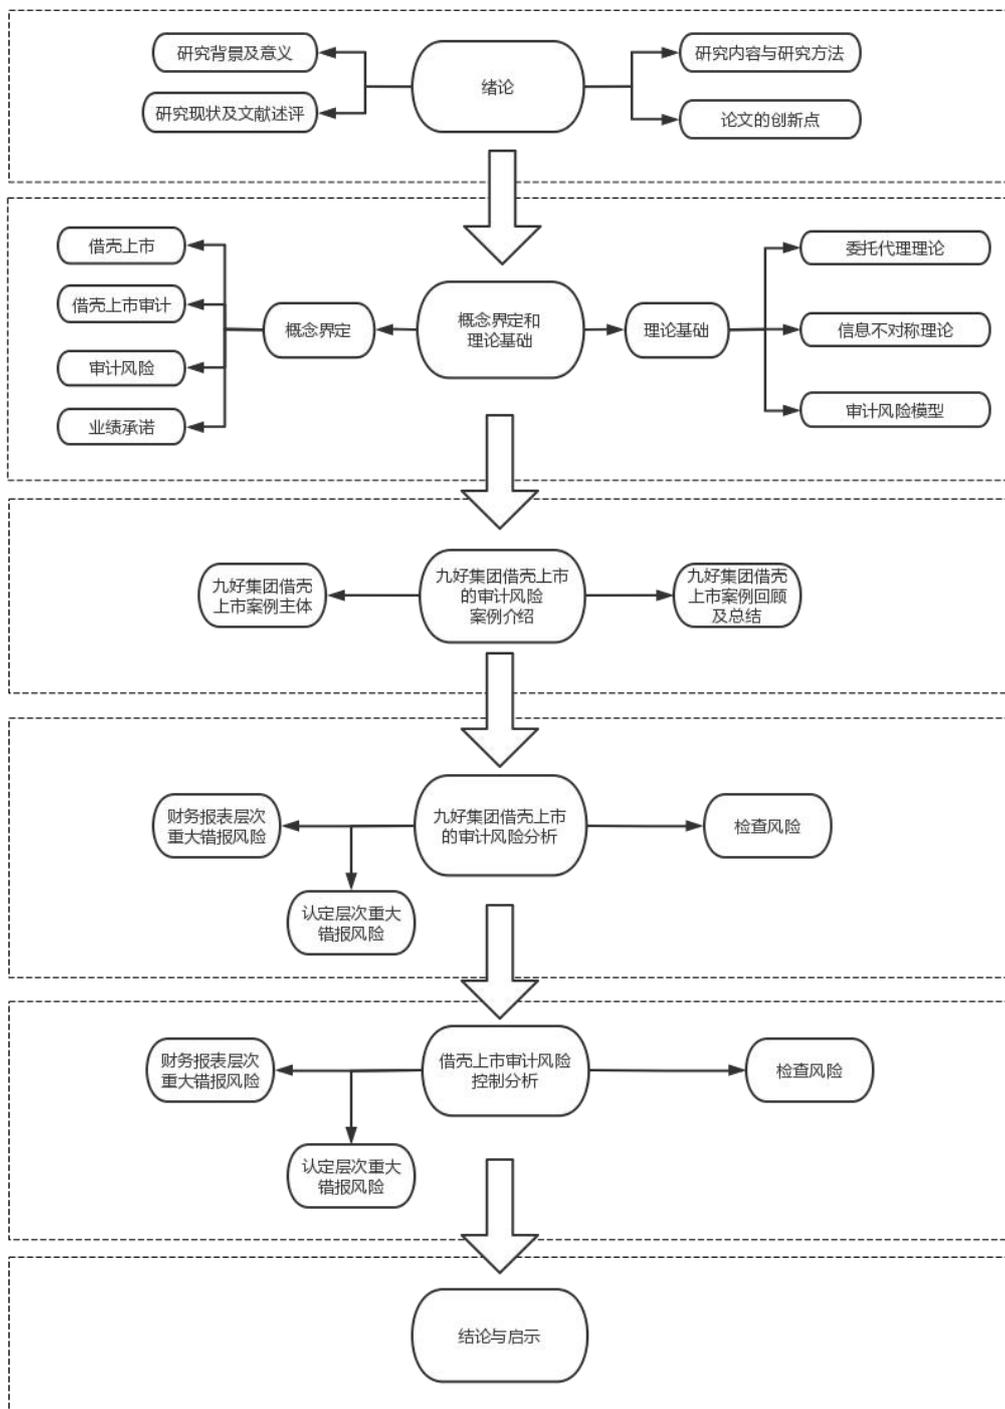 研究背景及意义
研究现状及文献述评
绪论
研究内容与研究方法
论文的创新点
借壳上市
借壳上市审计
审计风险
业绩承诺
概念界定
概念界定和
理论基础
理论基础
委托代理理论
信息不对称理论
审计风险模型
九好集团借壳
上市案例主体
九好集团借壳上市
的审计风险
案例介绍
九好集团借壳
上市案例回顾
及总结
财务报表层次
重大错报风险
认定层次重大
错报风险
九好集团借壳上市
的审计风险分析
检查风险
财务报表层次
重大错报风险
认定层次重大
错报风险
借壳上市审计风险
控制分析
检查风险
结论与启示